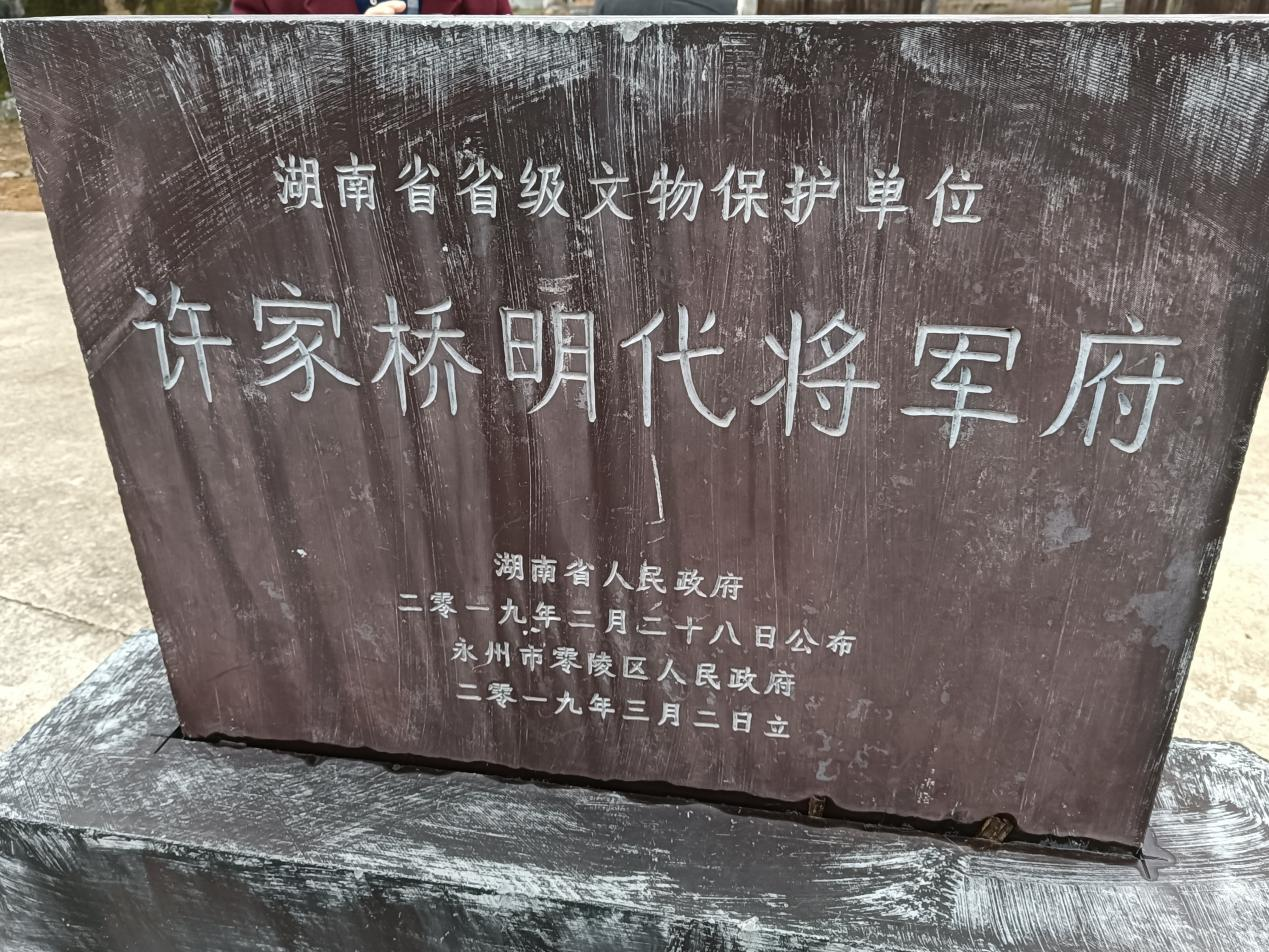 湖南省省级文物保护单位
许家桥明代将军府
湖南省人民政府
二零一九年二月二十八日公布
永州市零陵区人民政府
二零一九年三月二日立